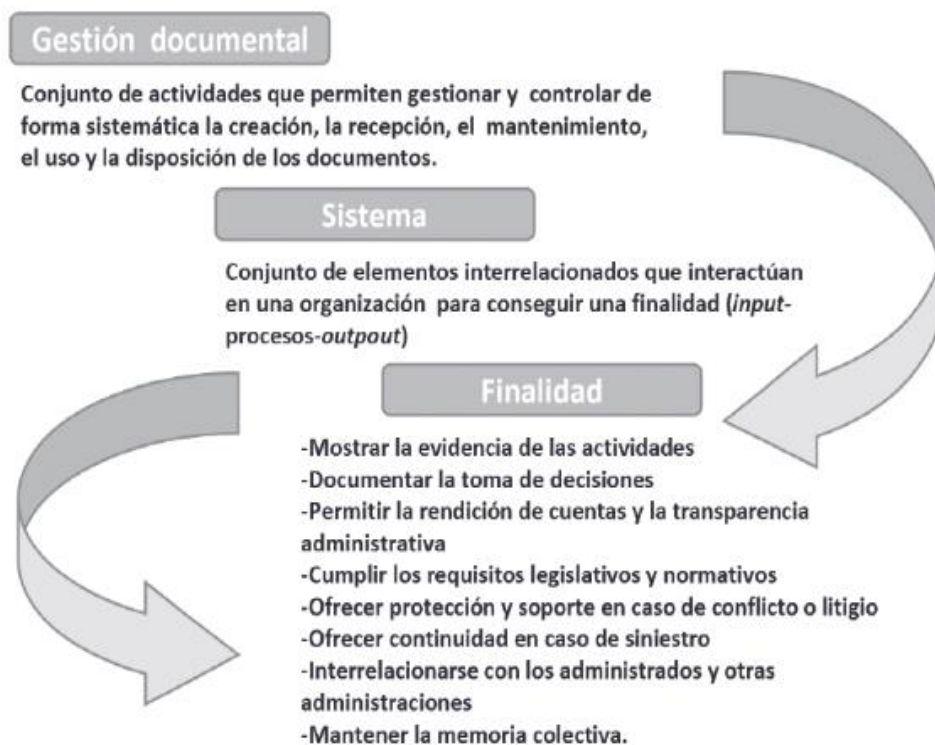 Gestión documental
Conjunto de actividades que permiten gestionar y controlar de
forma sistemática la creación, la recepción, el mantenimiento,
el uso y la disposición de los documentos.
Sistema
Conjunto de elementos interrelacionados que interactúan
en una organización para conseguir una finalidad (input-
procesos-outpout)
Finalidad
-Mostrar la evidencia de las actividades
-Documentar la toma de decisiones
-Permitir la rendición de cuentas y la transparencia
administrativa
-Cumplir los requisitos legislativos y normativos
-Ofrecer protección y soporte en caso de conflicto o litigio
-Ofrecer continuidad en caso de siniestro
-Interrelacionarse con los administrados y otras
administraciones
-Mantener la memoria colectiva.